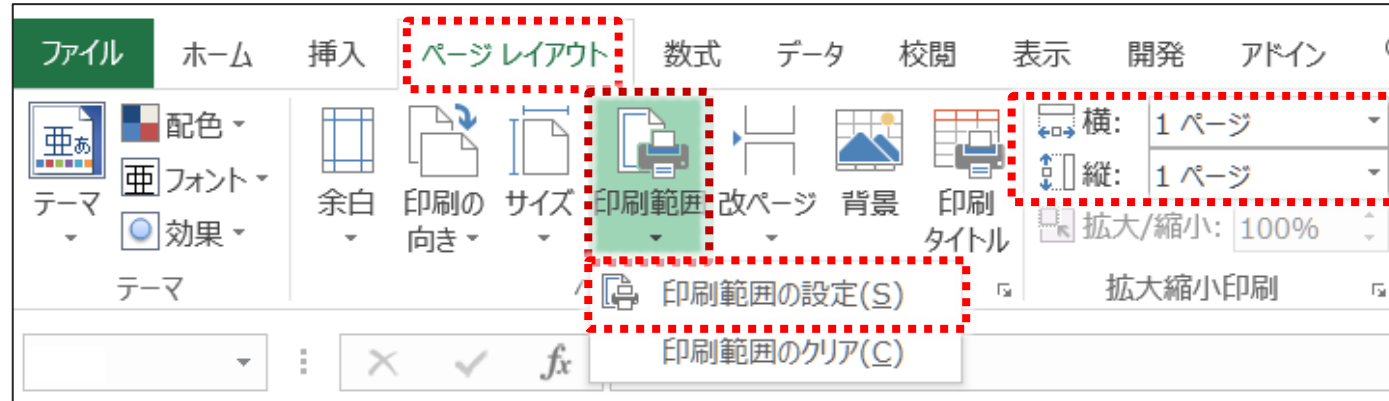 ファイル ホーム 挿入 ページ レイアウト 数式 データ 校閲 表示 開発 アドイン
亜あ 配色 横: 1 ページ
亜 フォント 縦: 1 ページ
テーマ 効果 余白 印刷の向き サイズ 印刷範囲 改ページ 背景 印刷タイトル 拡大/縮小: 100%
テーマ 拡大縮小印刷
印刷範囲の設定(S)
印刷範囲のクリア(C)
fx